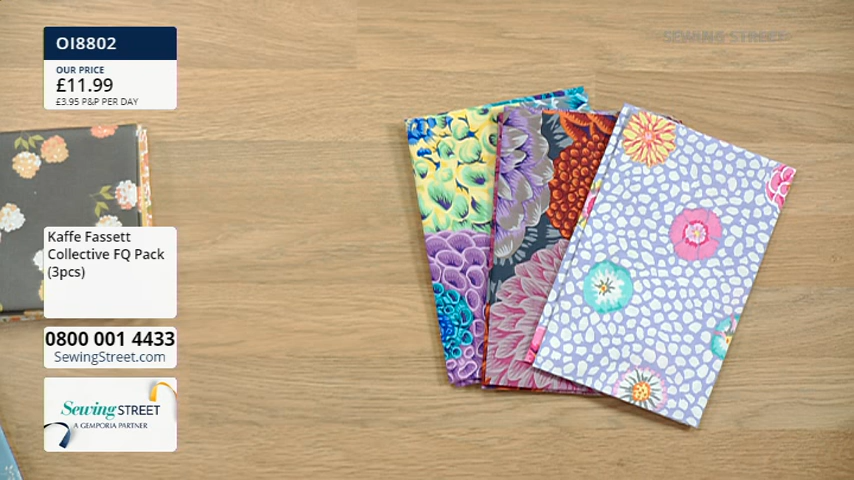 OI8802
OUR PRICE
£11.99
£3.95 P&P PER DAY
SEWING STREET
Kaffe Fassett
Collective FQ Pack
(3pcs)
0800 001 4433
SewingStreet.com
Sewing STREET
A GEMPORIA PARTNER